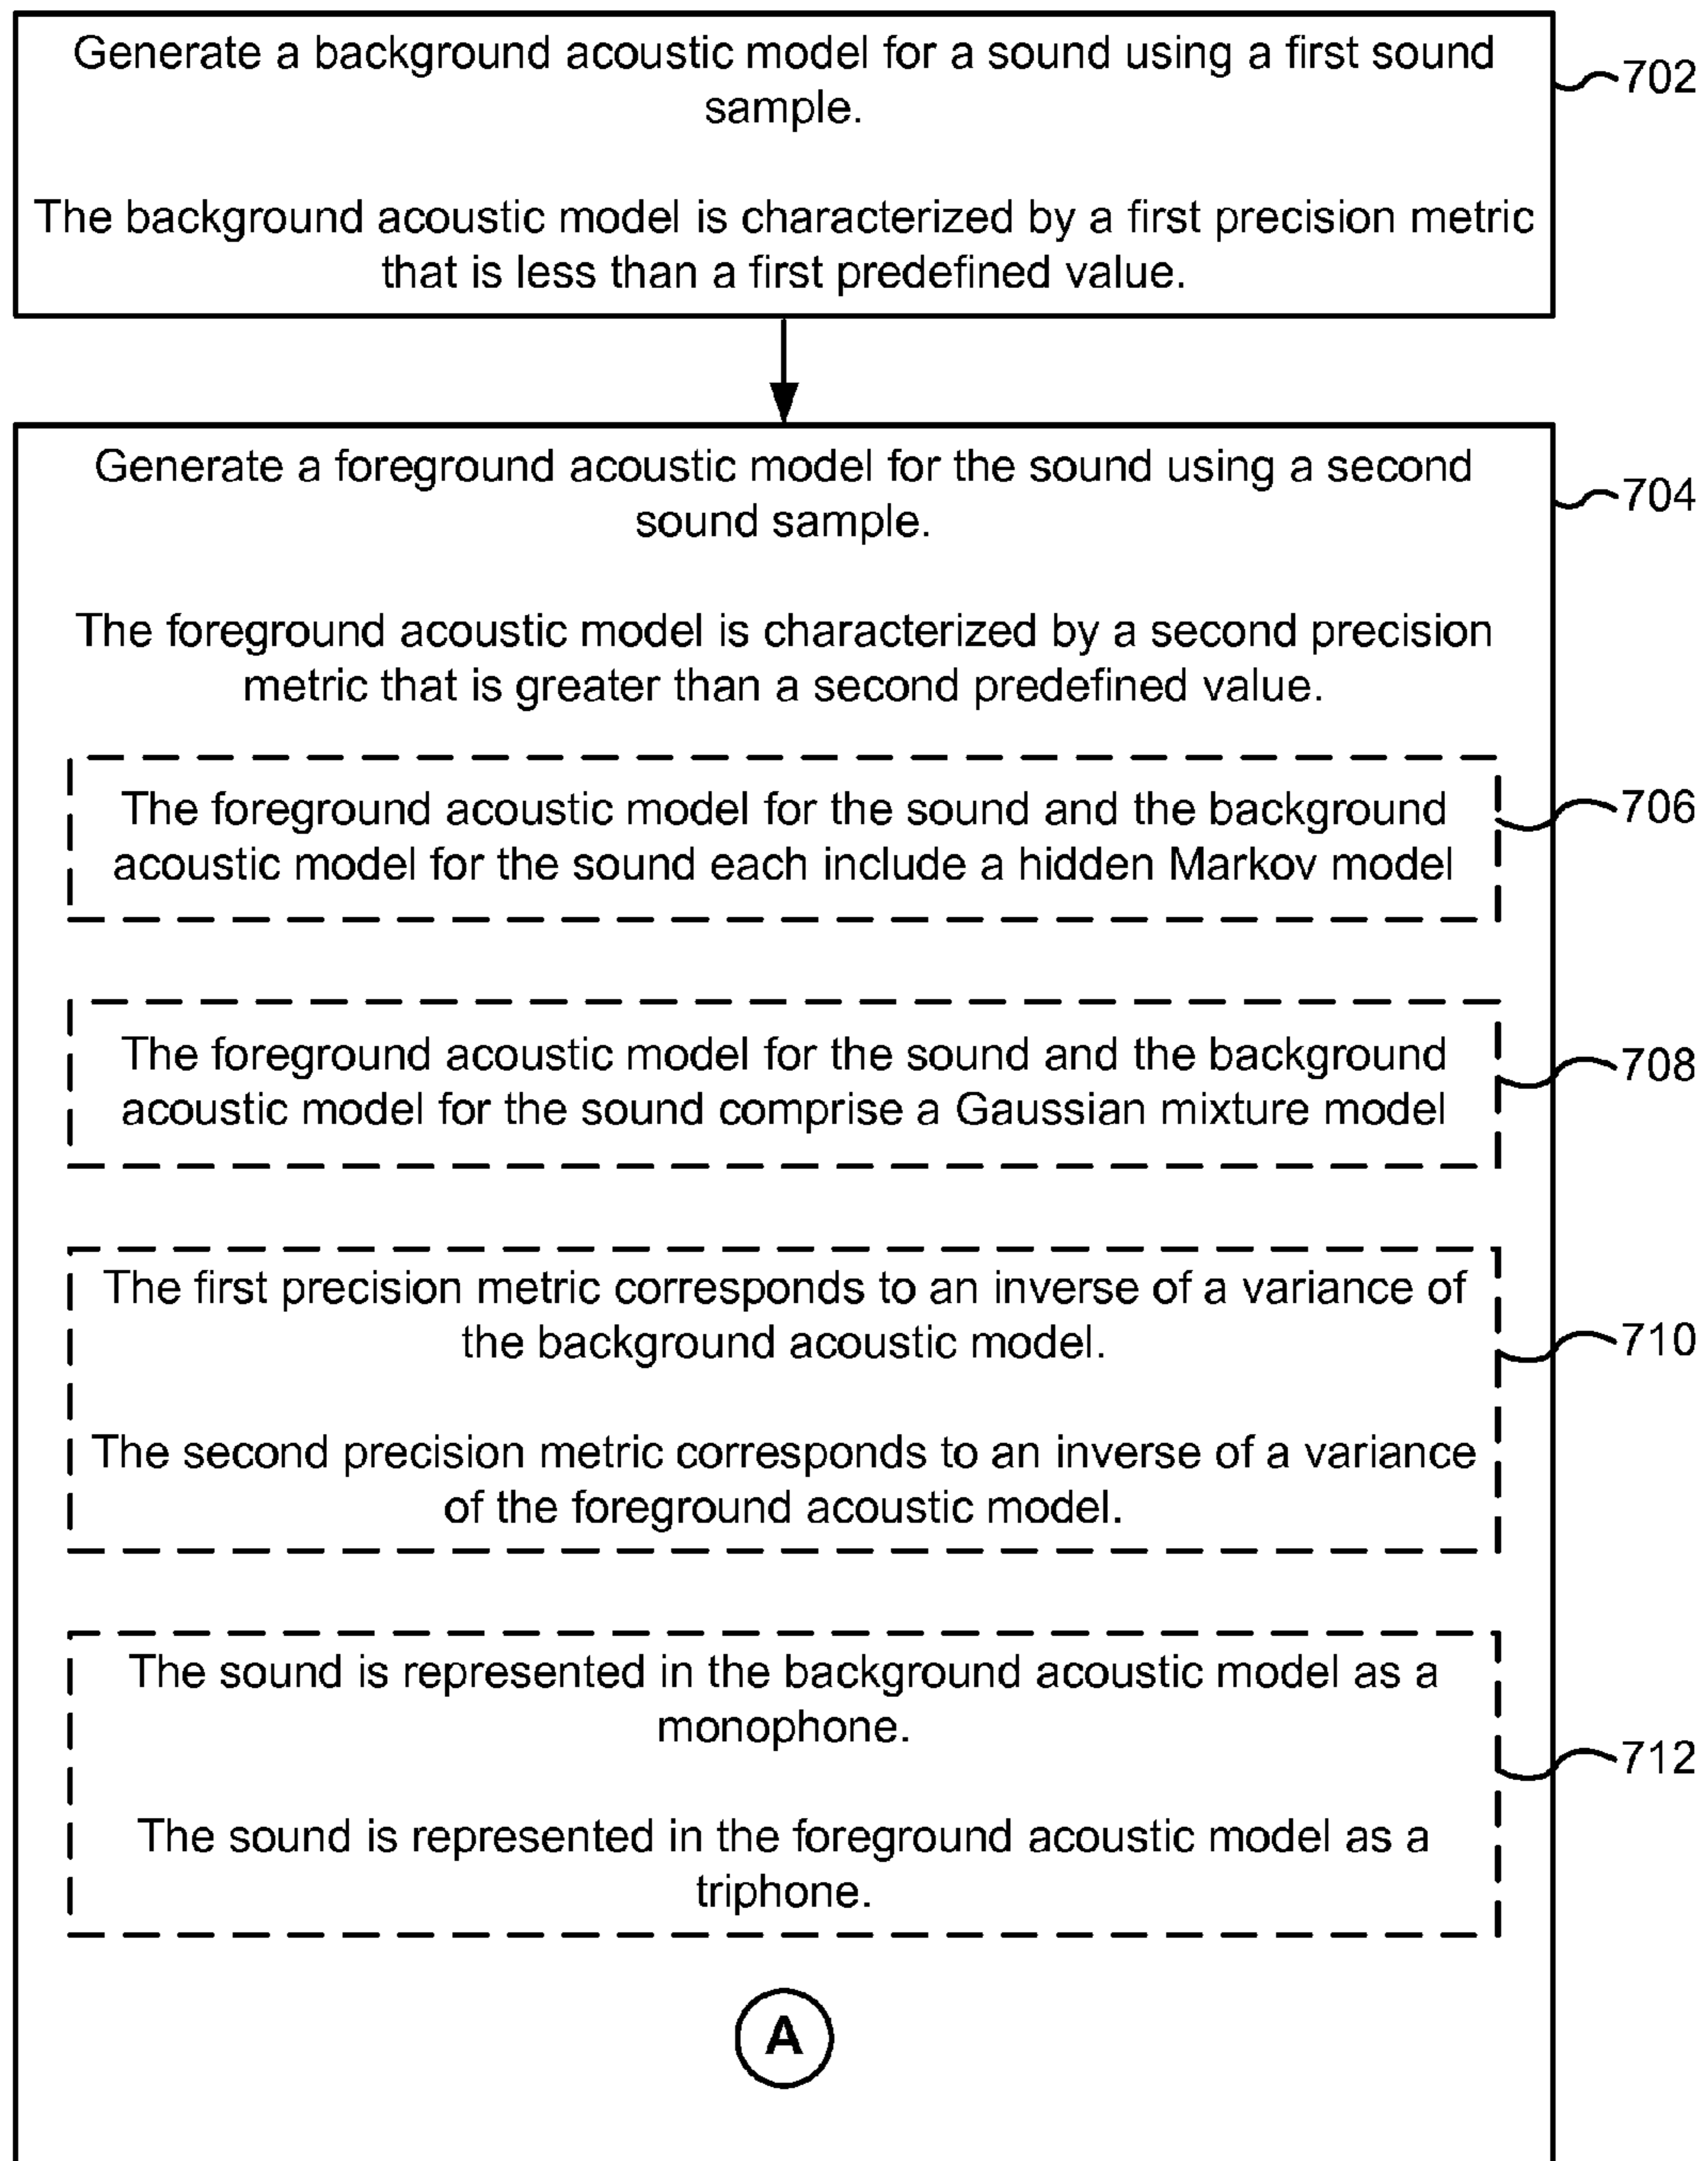 Generate a background acoustic model for a sound using a first sound
sample.
702
The background acoustic model is characterized by a first precision metric
that is less than a first predefined value.
Generate a foreground acoustic model for the sound using a second
sound sample.
704
The foreground acoustic model is characterized by a second precision
metric that is greater than a second predefined value.
The foreground acoustic model for the sound and the background
acoustic model for the sound each include a hidden Markov model
706
The foreground acoustic model for the sound and the background
acoustic model for the sound comprise a Gaussian mixture model
708
The first precision metric corresponds to an inverse of a variance of
the background acoustic model.
710
The second precision metric corresponds to an inverse of a variance
of the foreground acoustic model.
The sound is represented in the background acoustic model as a
monophone.
712
The sound is represented in the foreground acoustic model as a
triphone.
A